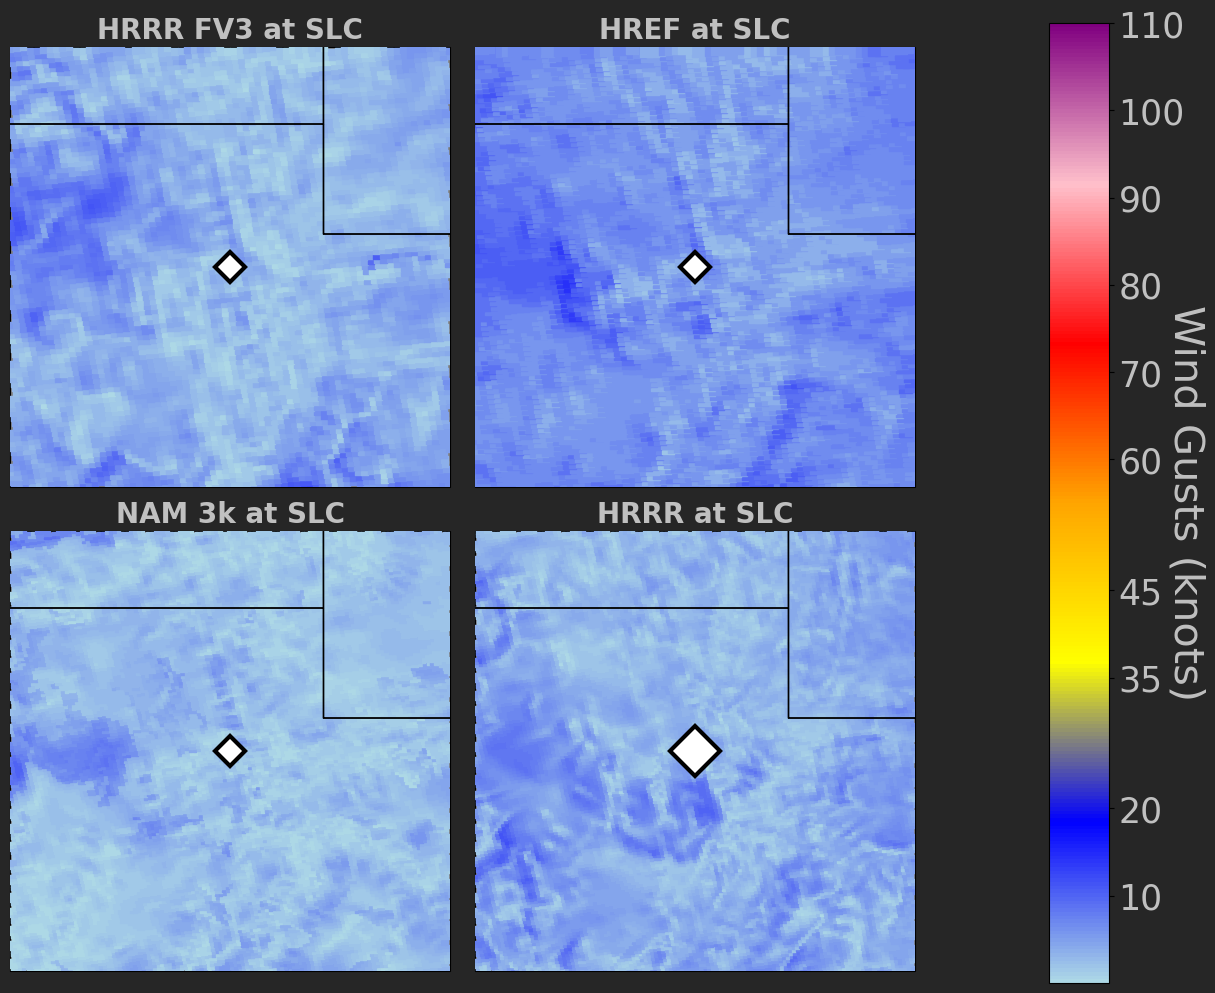 HRRR FV3 at SLC
HREF at SLC
NAM 3k at SLC
HRRR at SLC
110
100
90
80
70
60
45
35
20
10
Wind Gusts (knots)